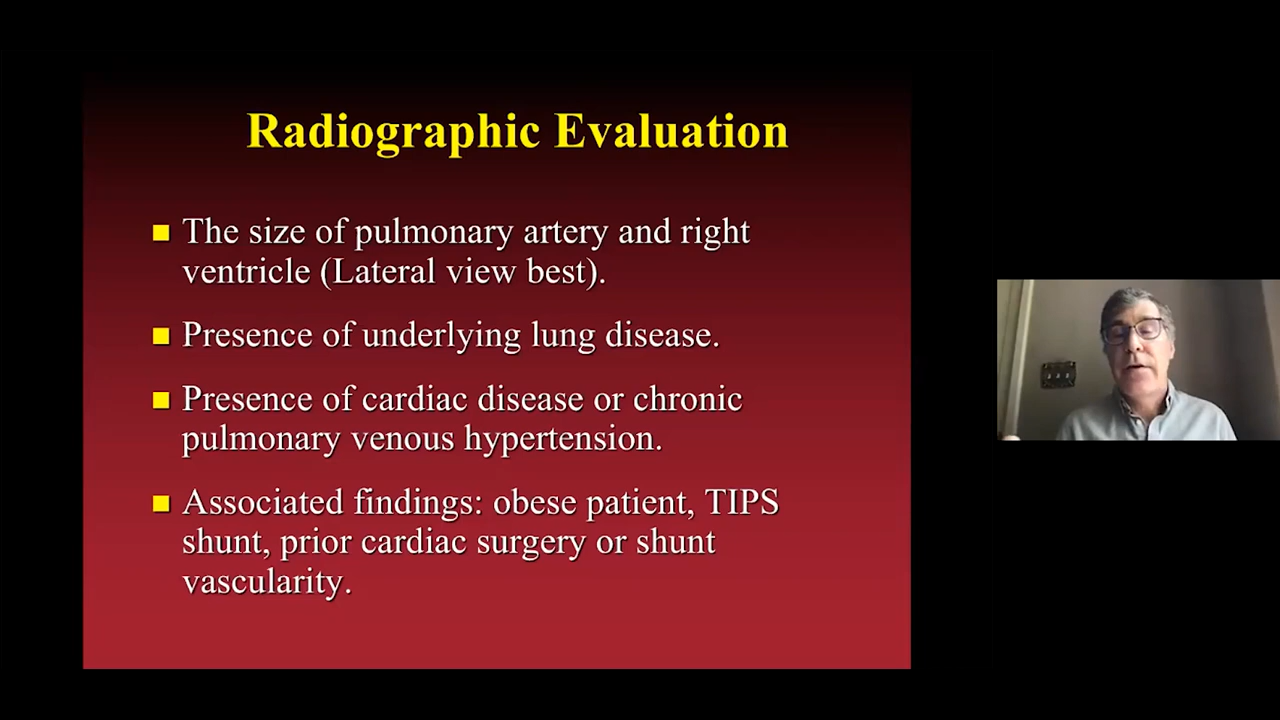 Radiographic Evaluation
The size of pulmonary artery and right
ventricle (Lateral view best).
Presence of underlying lung disease.
Presence of cardiac disease or chronic
pulmonary venous hypertension.
Associated findings: obese patient, TIPS
shunt, prior cardiac surgery or shunt
vascularity.